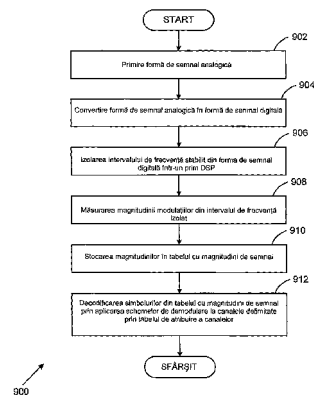 START
902
Primire formă de semnal analogică
904
Convertire formă de semnal analogică în formă de semnal digitală
906
Izolarea intervalului de frecvență stabilit din forma de semnal
digitală într-un prim DSP
908
Măsurarea magnitudinii modulațiilor din intervalul de frecvență
izolat
910
Stocarea magnitudinilor în tabelul cu magnitudini de semnal
912
Decodificarea simbolurilor din tabelul cu magnitudini de semnal
prin aplicarea schemelor de demodulare la canalele delimitate
prin tabelul de atribuire a canalelor
SFÂRȘIT
900